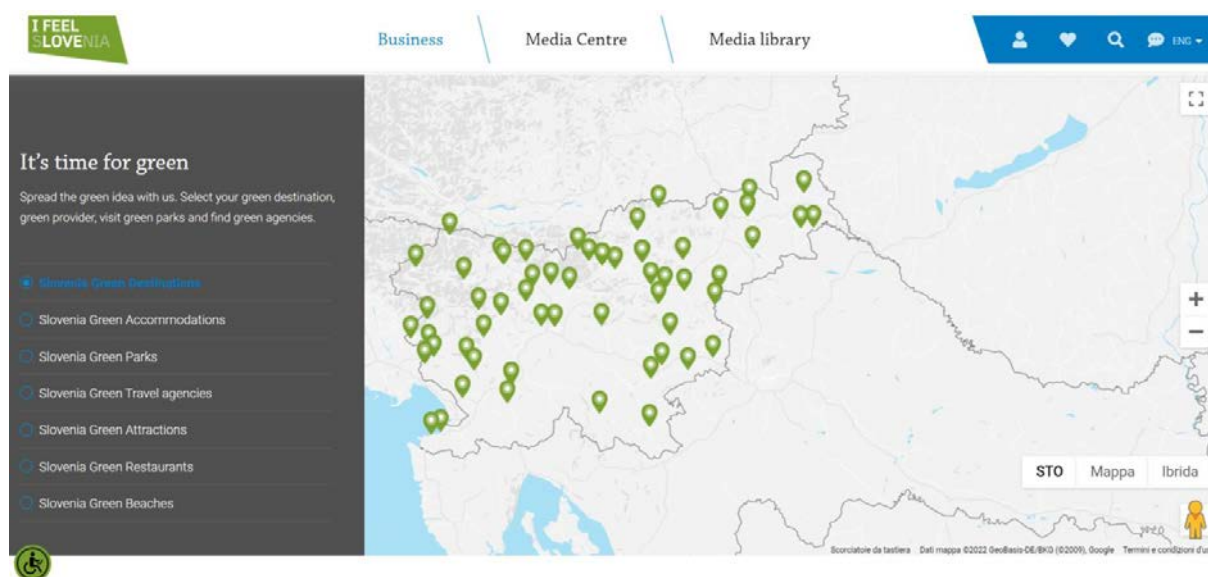 I FEEL
SLOVENIA
Business
Media Centre
Media library
ENG
It's time for green
Spread the green idea with us. Select your green destination,
green provider, visit green parks and find green agencies.
Slovenia Green Destinations
Slovenia Green Accommodations
Slovenia Green Parks
Slovenia Green Travel agencies
Slovenia Green Attractions
Slovenia Green Restaurants
Slovenia Green Beaches
+
−
STO Mappa Ibrida
Scorciatoie da tastiera Dati mappa ©2022 GeoBasis-DE/BKG (©2009), Google Termini e condizioni d'us